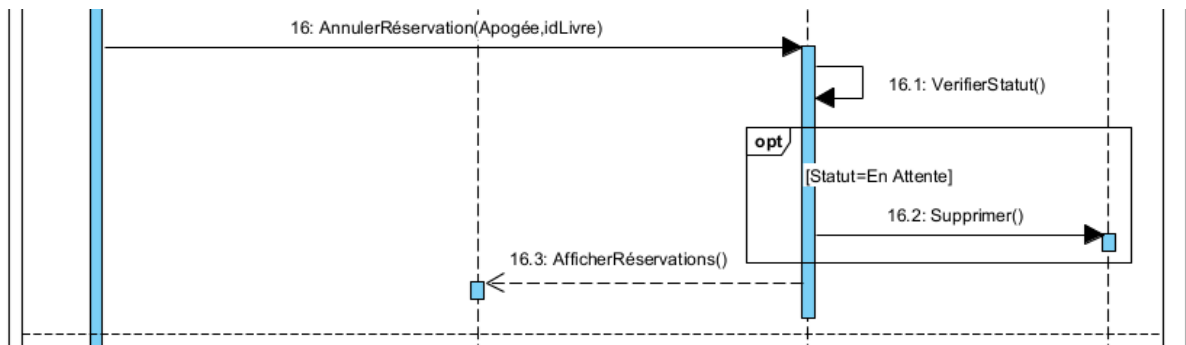 16: AnnulerRéservation(Apogée,idLivre)
16.1: VerifierStatut()
opt
[Statut=En Attente]
16.2: Supprimer()
16.3: AfficherRéservations()